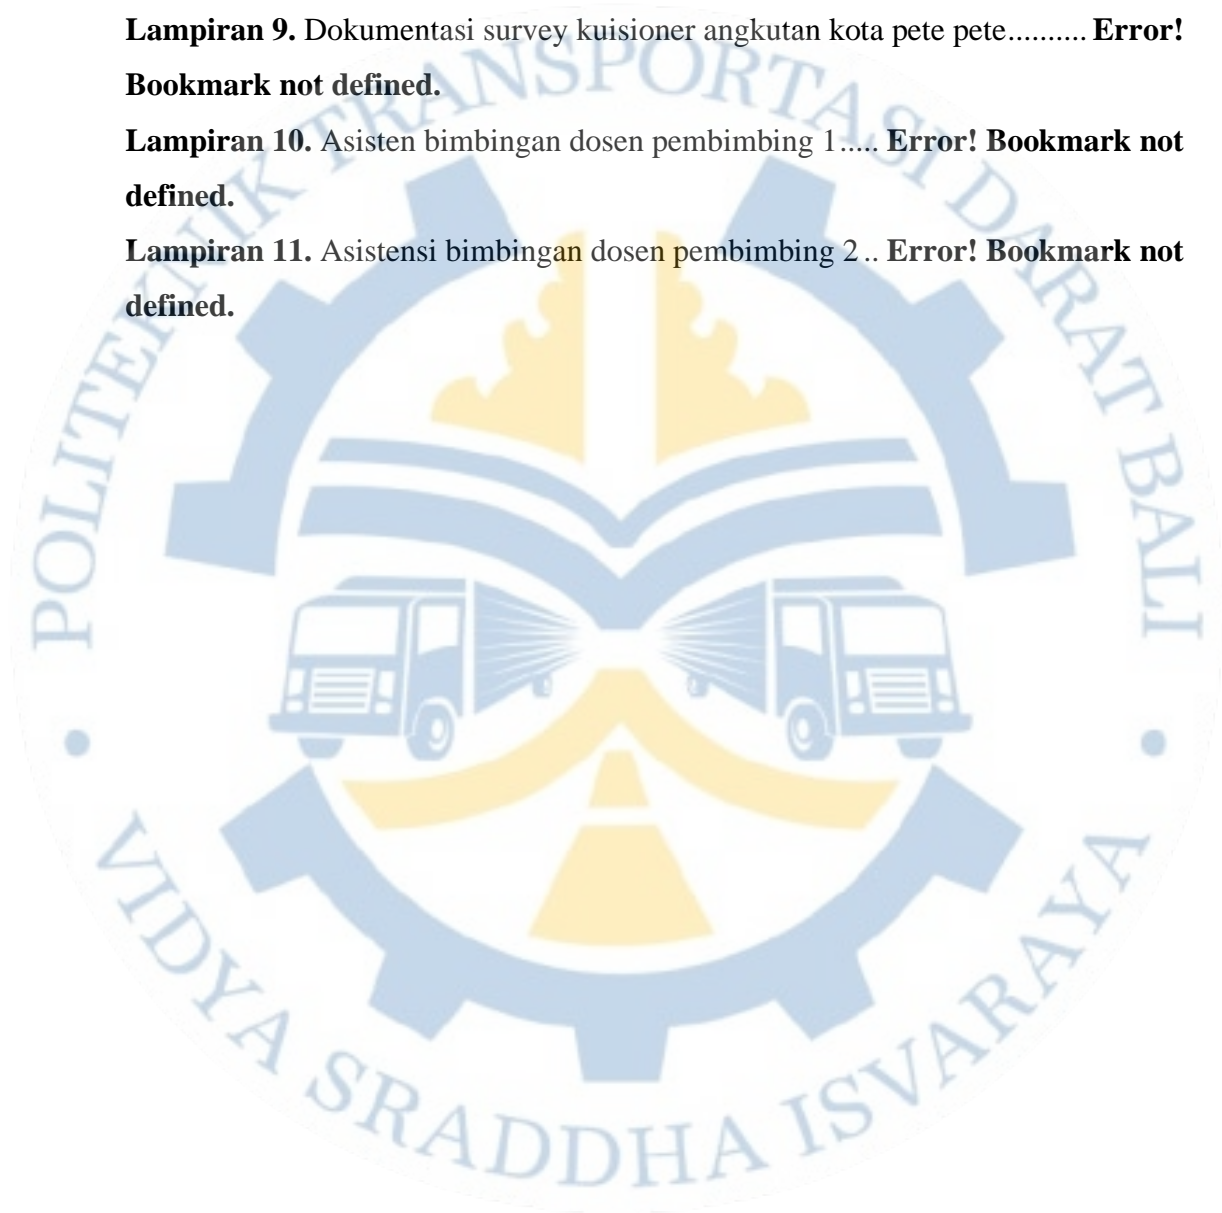 Lampiran 9. Dokumentasi survey kuisioner angkutan kota pete pete.......... Error!
Bookmark not defined.
Lampiran 10. Asisten bimbingan dosen pembimbing 1..... Error! Bookmark not
defined.
Lampiran 11. Asistensi bimbingan dosen pembimbing 2.. Error! Bookmark not
defined.
POLITEKNIK TRANSPORTASI DARAT BALI
VIDYA SRADDHA ISVARAYA